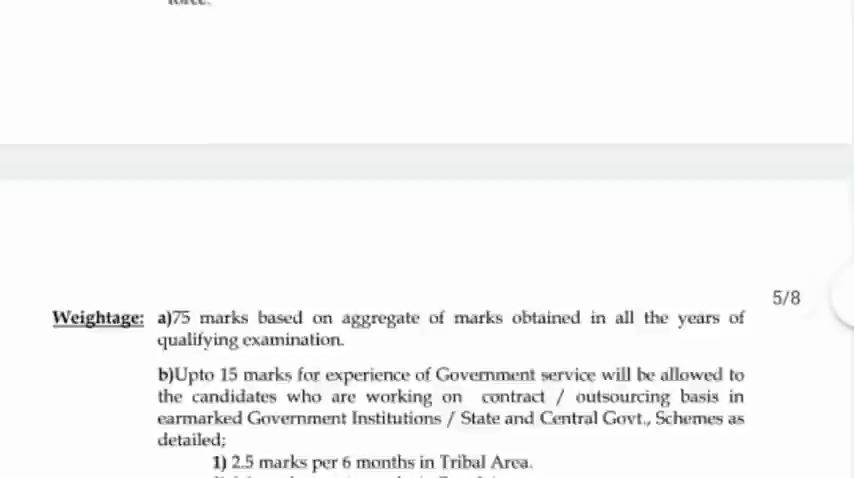 5/8
Weightage: a)75 marks based on aggregate of marks obtained in all the years of
qualifying examination.
b)Upto 15 marks for experience of Government service will be allowed to
the candidates who are working on contract / outsourcing basis in
earmarked Government Institutions / State and Central Govt., Schemes as
detailed;
1) 2.5 marks per 6 months in Tribal Area.